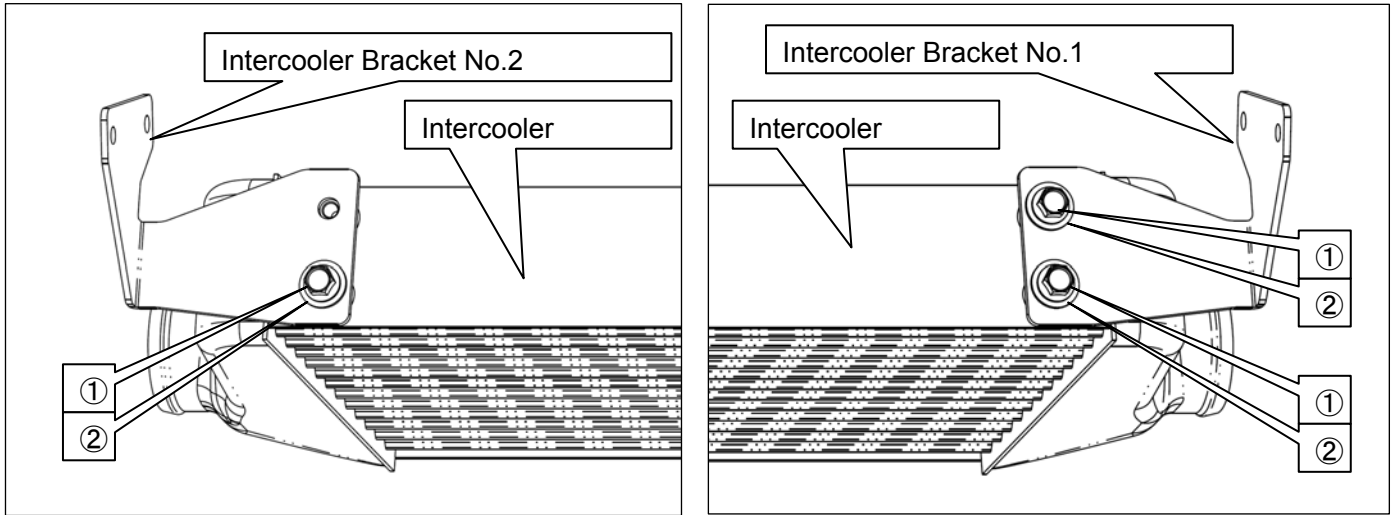 Intercooler Bracket No.2
Intercooler
①
②
Intercooler Bracket No.1
Intercooler
①
②
①
②